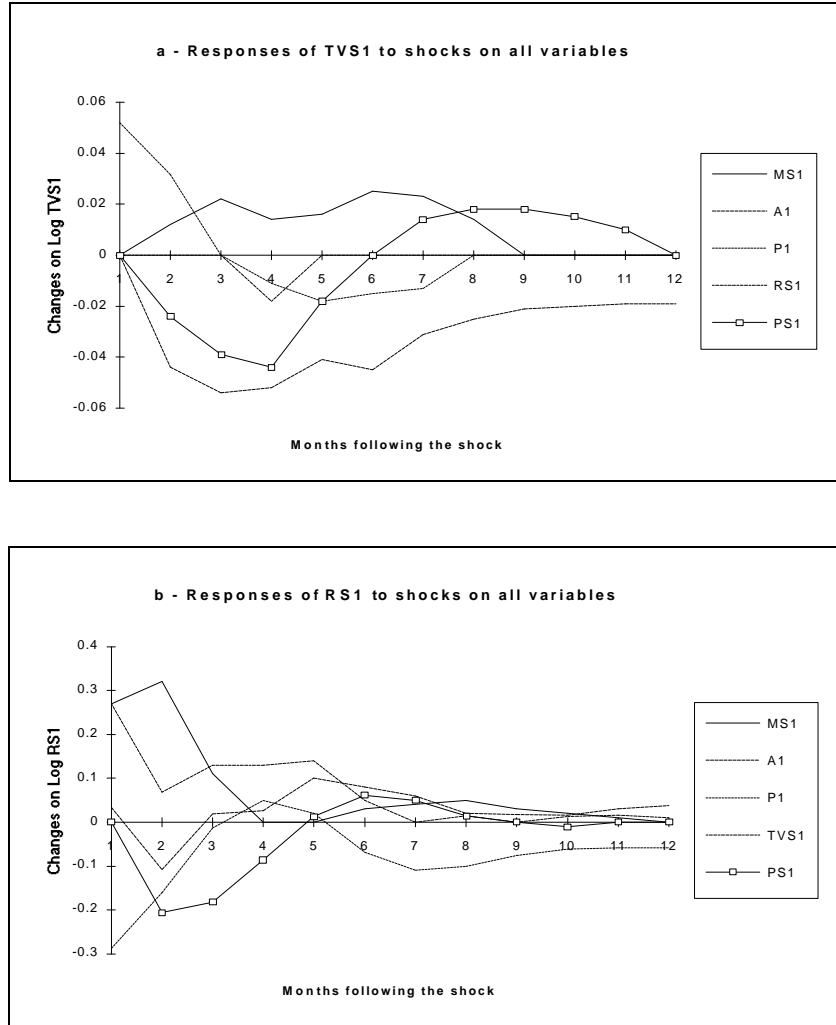 a - Responses of TVS1 to shocks on all variables
0.06
0.04
0.02
0
-0.02
-0.04
-0.06
1 2 3 4 5 6 7 8 9 10 11 12
Changes on Log TVS1
Months following the shock
MS1
A1
P1
RS1
PS1
b - Responses of RS1 to shocks on all variables
0.4
0.3
0.2
0.1
0
-0.1
-0.2
-0.3
1 2 3 4 5 6 7 8 9 10 11 12
Changes on Log RS1
Months following the shock
MS1
A1
P1
TVS1
PS1